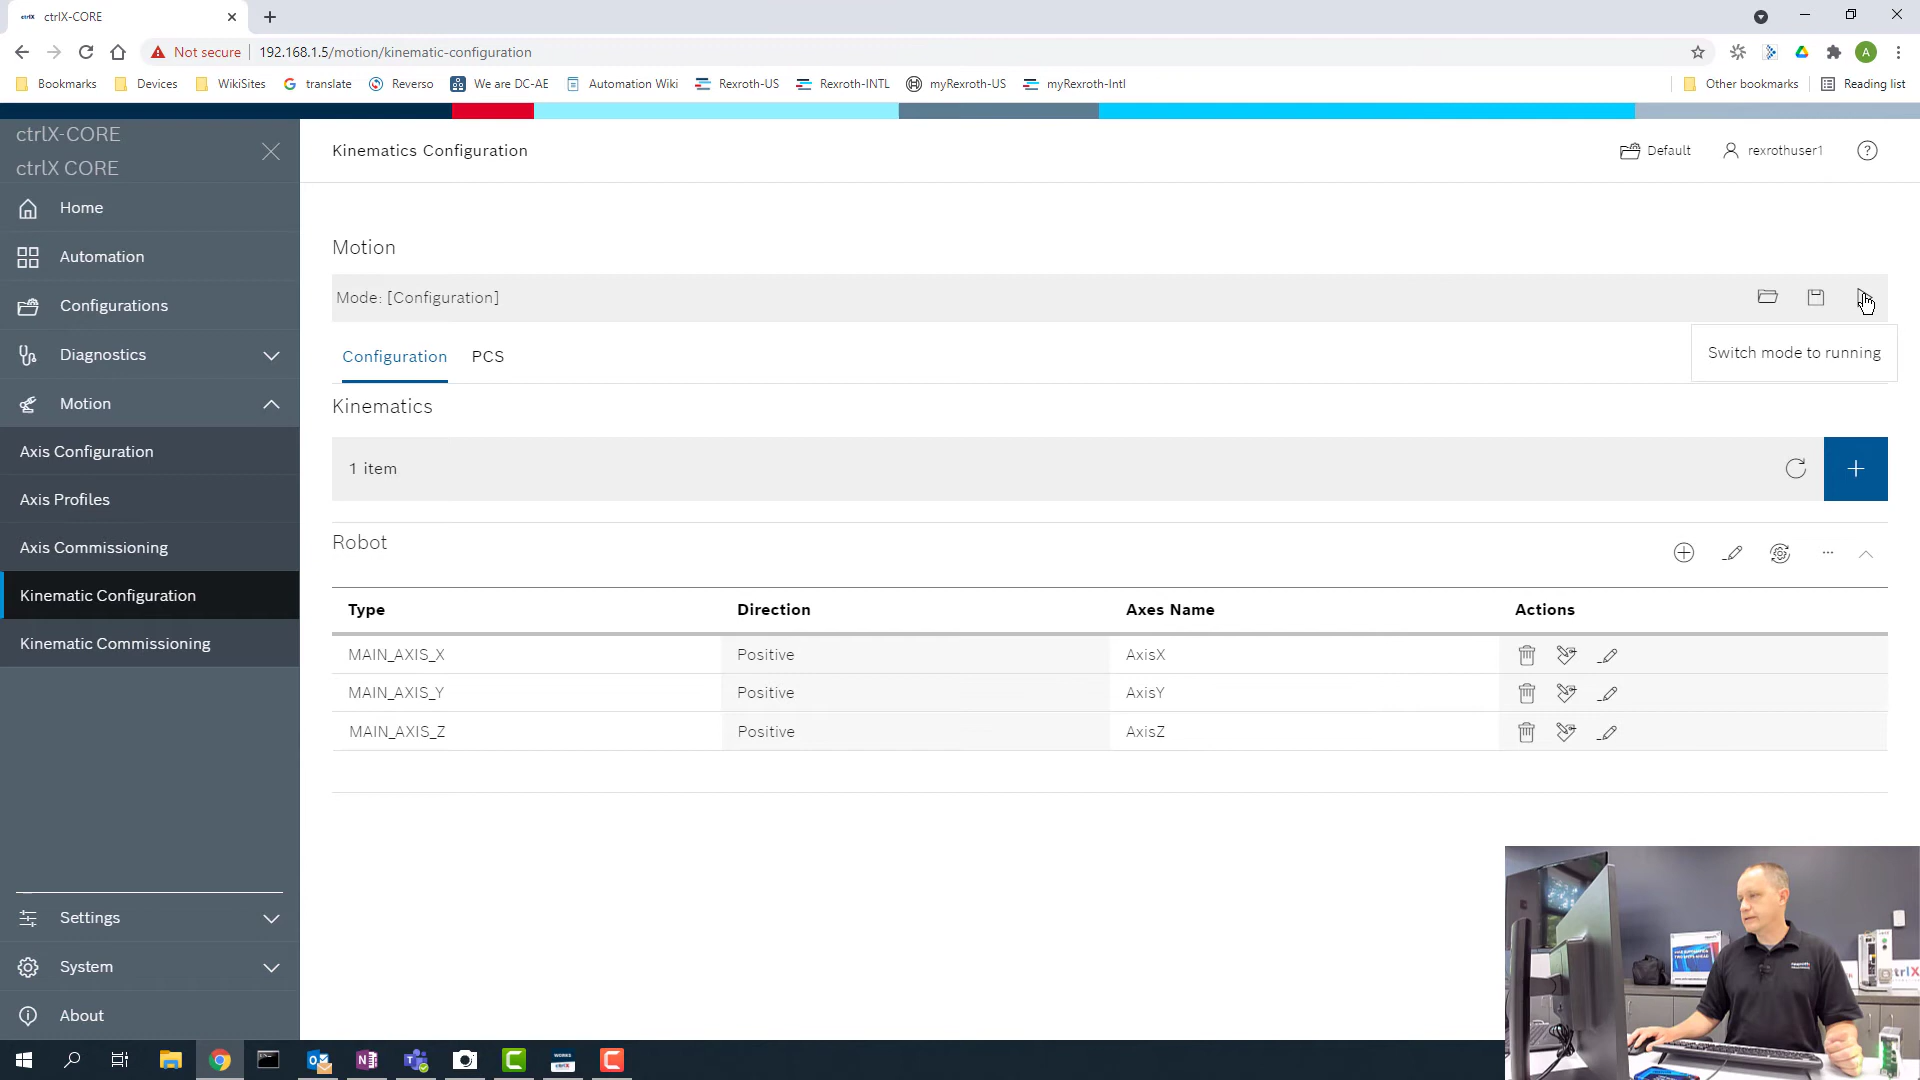 ctrlX ctrlX-CORE
Not secure 192.168.1.5/motion/kinematic-configuration A
Bookmarks Devices WikiSites translate Reverso We are DC-AE Automation Wiki Rexroth-US Rexroth-INTL myRexroth-US myRexroth-Intl Other bookmarks Reading list
ctrlX-CORE
ctrlX CORE
Home
Automation
Configurations
Diagnostics
Motion
Axis Configuration
Axis Profiles
Axis Commissioning
Kinematic Configuration
Kinematic Commissioning
Settings
System
About
Kinematics Configuration
Default
rexrothuser1
Motion
Mode: [Configuration]
Switch mode to running
Configuration PCS
Kinematics
1 item
Robot
Type Direction Axes Name Actions
MAIN_AXIS_X Positive AxisX
MAIN_AXIS_Y Positive AxisY
MAIN_AXIS_Z Positive AxisZ
WORKS